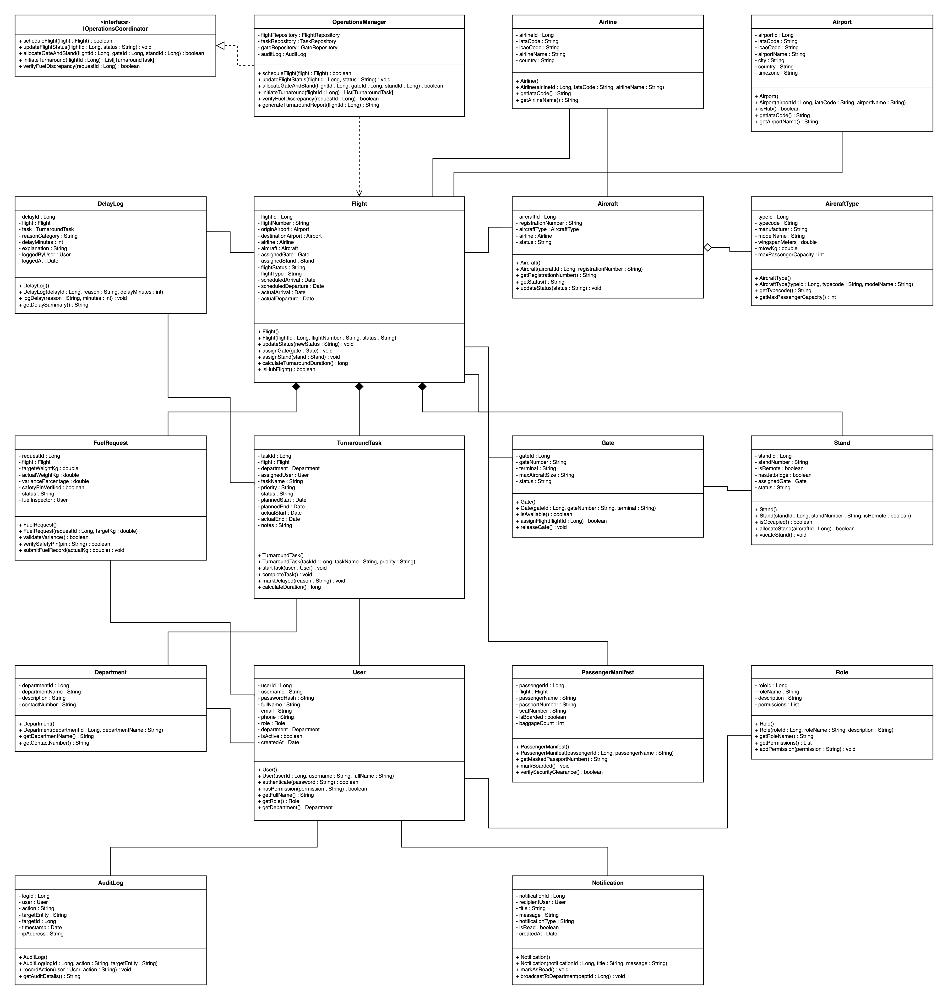 «interface»
IOperationsCoordinator
+ scheduleFlight(flight : Flight) : boolean
+ updateFlightStatus(flightId : Long, status : String) : void
+ allocateGateAndStand(flightId : Long, gateId : Long, standId : Long) : boolean
+ initiateTurnaround(flightId : Long) : List[TurnaroundTask]
+ verifyFuelDiscrepancy(requestId : Long) : boolean
OperationsManager
- flightRepository : FlightRepository
- taskRepository : TaskRepository
- gateRepository : GateRepository
- auditLog : AuditLog
+ scheduleFlight(flight : Flight) : boolean
+ updateFlightStatus(flightId : Long, status : String) : void
+ allocateGateAndStand(flightId : Long, gateId : Long, standId : Long) : boolean
+ initiateTurnaround(flightId : Long) : List[TurnaroundTask]
+ verifyFuelDiscrepancy(requestId : Long) : boolean
+ generateTurnaroundReport(flightId : Long) : String
Airline
- airlineId : Long
- iataCode : String
- icaoCode : String
- airlineName : String
- country : String
+ Airline()
+ Airline(airlineId : Long, iataCode : String, airlineName : String)
+ getIataCode() : String
+ getAirlineName() : String
Airport
- airportId : Long
- iataCode : String
- icaoCode : String
- airportName : String
- city : String
- country : String
- timezone : String
+ Airport()
+ Airport(airportId : Long, iataCode : String, airportName : String)
+ isHub() : boolean
+ getIataCode() : String
+ getAirportName() : String
DelayLog
- delayId : Long
- flight : Flight
- task : TurnaroundTask
- reasonCategory : String
- delayMinutes : int
- explanation : String
- loggedByUser : User
- loggedAt : Date
+ DelayLog()
+ DelayLog(delayId : Long, reason : String, delayMinutes : int)
+ logDelay(reason : String, minutes : int) : void
+ getDelaySummary() : String
Flight
- flightId : Long
- flightNumber : String
- originAirport : Airport
- destinationAirport : Airport
- airline : Airline
- aircraft : Aircraft
- assignedGate : Gate
- assignedStand : Stand
- flightStatus : String
- flightType : String
- scheduledArrival : Date
- scheduledDeparture : Date
- actualArrival : Date
- actualDeparture : Date
+ Flight()
+ Flight(flightId : Long, flightNumber : String, status : String)
+ updateStatus(newStatus : String) : void
+ assignGate(gate : Gate) : void
+ assignStand(stand : Stand) : void
+ calculateTurnaroundDuration() : long
+ isHubFlight() : boolean
Aircraft
- aircraftId : Long
- registrationNumber : String
- aircraftType : AircraftType
- airline : Airline
- status : String
+ Aircraft()
+ Aircraft(aircraftId : Long, registrationNumber : String)
+ getRegistrationNumber() : String
+ getStatus() : String
+ updateStatus(status : String) : void
AircraftType
- typeId : Long
- typecode : String
- manufacturer : String
- modelName : String
- wingspanMeters : double
- mtowKg : double
- maxPassengerCapacity : int
+ AircraftType()
+ AircraftType(typeId : Long, typecode : String, modelName : String)
+ getTypecode() : String
+ getMaxPassengerCapacity() : int
FuelRequest
- requestId : Long
- flight : Flight
- targetWeightKg : double
- actualWeightKg : double
- variancePercentage : double
- safetyPinVerified : boolean
- status : String
- fuelInspector : User
+ FuelRequest()
+ FuelRequest(requestId : Long, targetKg : double)
+ validateVariance() : boolean
+ verifySafetyPin(pin : String) : boolean
+ submitFuelRecord(actualKg : double) : void
TurnaroundTask
- taskId : Long
- flight : Flight
- department : Department
- assignedUser : User
- taskName : String
- priority : String
- status : String
- plannedStart : Date
- plannedEnd : Date
- actualStart : Date
- actualEnd : Date
- notes : String
+ TurnaroundTask()
+ TurnaroundTask(taskId : Long, taskName : String, priority : String)
+ startTask(user : User) : void
+ completeTask() : void
+ markDelayed(reason : String) : void
+ calculateDuration() : long
Gate
- gateId : Long
- gateNumber : String
- terminal : String
- maxAircraftSize : String
- status : String
+ Gate()
+ Gate(gateId : Long, gateNumber : String, terminal : String)
+ isAvailable() : boolean
+ assignFlight(flightId : Long) : boolean
+ releaseGate() : void
Stand
- standId : Long
- standNumber : String
- isRemote : boolean
- hasJetbridge : boolean
- assignedGate : Gate
- status : String
+ Stand()
+ Stand(standId : Long, standNumber : String, isRemote : boolean)
+ isOccupied() : boolean
+ allocateStand(aircraftId : Long) : boolean
+ vacateStand() : void
Department
- departmentId : Long
- departmentName : String
- description : String
- contactNumber : String
+ Department()
+ Department(departmentId : Long, departmentName : String)
+ getDepartmentName() : String
+ getContactNumber() : String
User
- userId : Long
- username : String
- passwordHash : String
- fullName : String
- email : String
- phone : String
- role : Role
- department : Department
- isActive : boolean
- createdAt : Date
+ User()
+ User(userId : Long, username : String, fullName : String)
+ authenticate(password : String) : boolean
+ hasPermission(permission : String) : boolean
+ getFullName() : String
+ getRole() : Role
+ getDepartment() : Department
PassengerManifest
- passengerId : Long
- flight : Flight
- passengerName : String
- passportNumber : String
- seatNumber : String
- isBoarded : boolean
- baggageCount : int
+ PassengerManifest()
+ PassengerManifest(passengerId : Long, passengerName : String)
+ getMaskedPassportNumber() : String
+ markBoarded() : void
+ verifySecurityClearance() : boolean
Role
- roleId : Long
- roleName : String
- description : String
- permissions : List
+ Role()
+ Role(roleId : Long, roleName : String, description : String)
+ getRoleName() : String
+ getPermissions() : List
+ addPermission(permission : String) : void
AuditLog
- logId : Long
- user : User
- action : String
- targetEntity : String
- targetId : Long
- timestamp : Date
- ipAddress : String
+ AuditLog()
+ AuditLog(logId : Long, action : String, targetEntity : String)
+ recordAction(user : User, action : String) : void
+ getAuditDetails() : String
Notification
- notificationId : Long
- recipientUser : User
- title : String
- message : String
- notificationType : String
- isRead : boolean
- createdAt : Date
+ Notification()
+ Notification(notificationId : Long, title : String, message : String)
+ markAsRead() : void
+ broadcastToDepartment(deptId : Long) : void